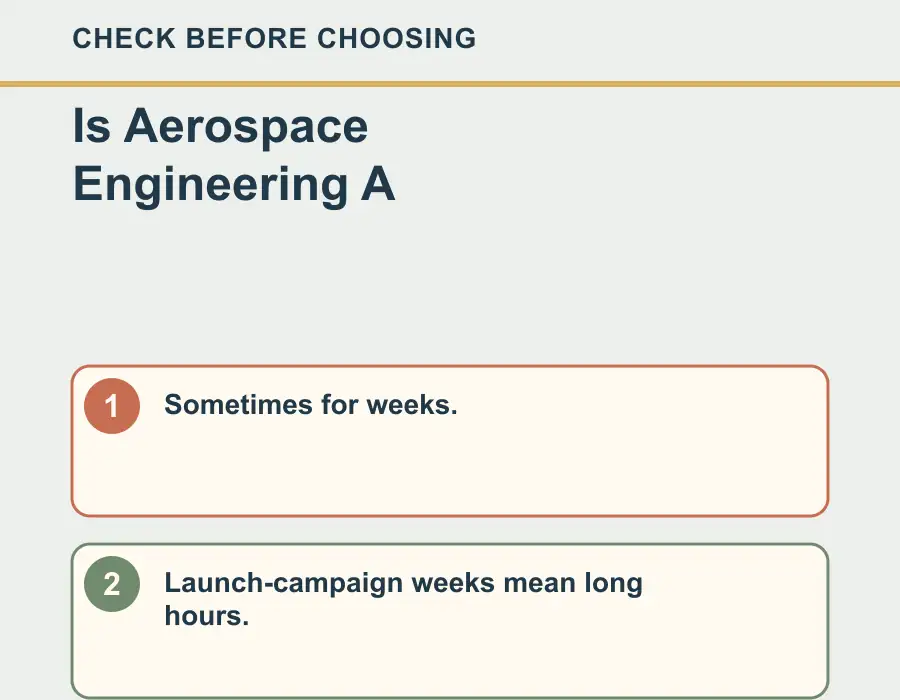 CHECK BEFORE CHOOSING
Is Aerospace
Engineering A
1
Sometimes for weeks.
2
Launch-campaign weeks mean long
hours.